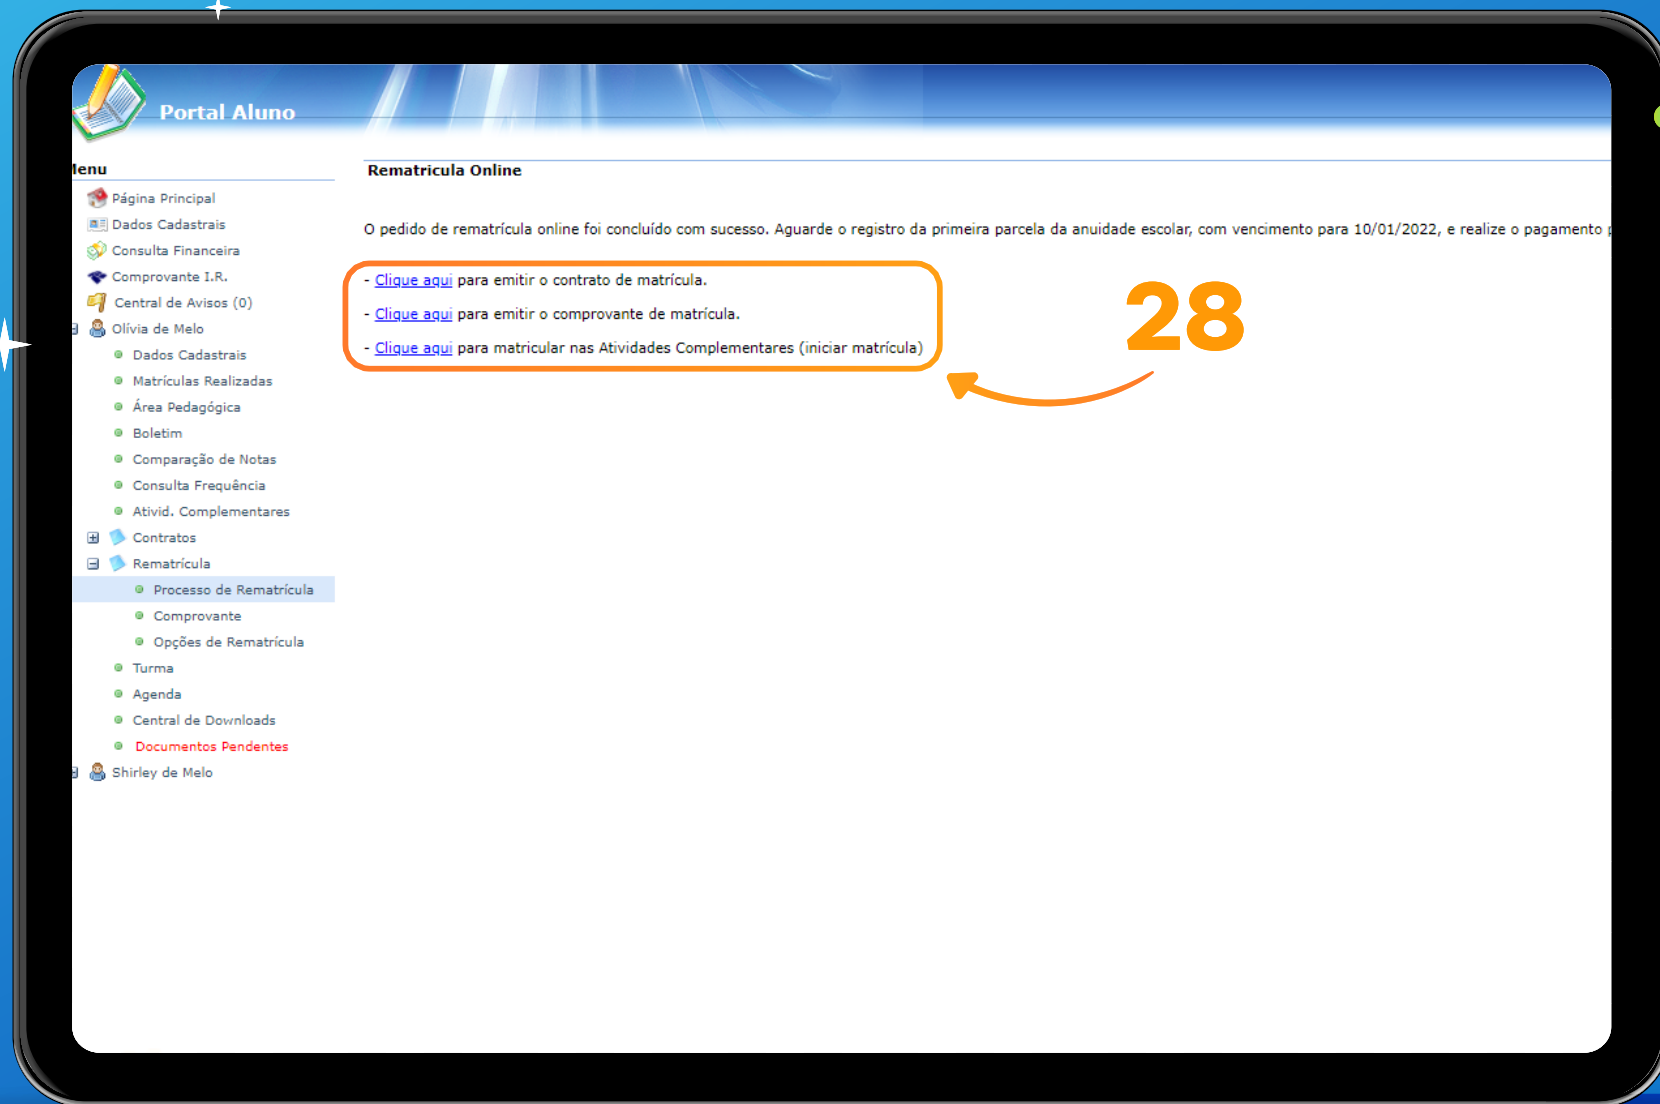 Portal Aluno
Menu
Página Principal
Dados Cadastrais
Consulta Financeira
Comprovante I.R.
Central de Avisos (0)
Olívia de Melo
Dados Cadastrais
Matrículas Realizadas
Área Pedagógica
Boletim
Comparação de Notas
Consulta Frequência
Ativid. Complementares
Contratos
Rematrícula
Processo de Rematrícula
Comprovante
Opções de Rematrícula
Turma
Agenda
Central de Downloads
Documentos Pendentes
Shirley de Melo
Rematricula Online
O pedido de rematrícula online foi concluído com sucesso. Aguarde o registro da primeira parcela da anuidade escolar, com vencimento para 10/01/2022, e realize o pagamento
- Clique aqui para emitir o contrato de matrícula.
- Clique aqui para emitir o comprovante de matrícula.
- Clique aqui para matricular nas Atividades Complementares (iniciar matrícula)
28